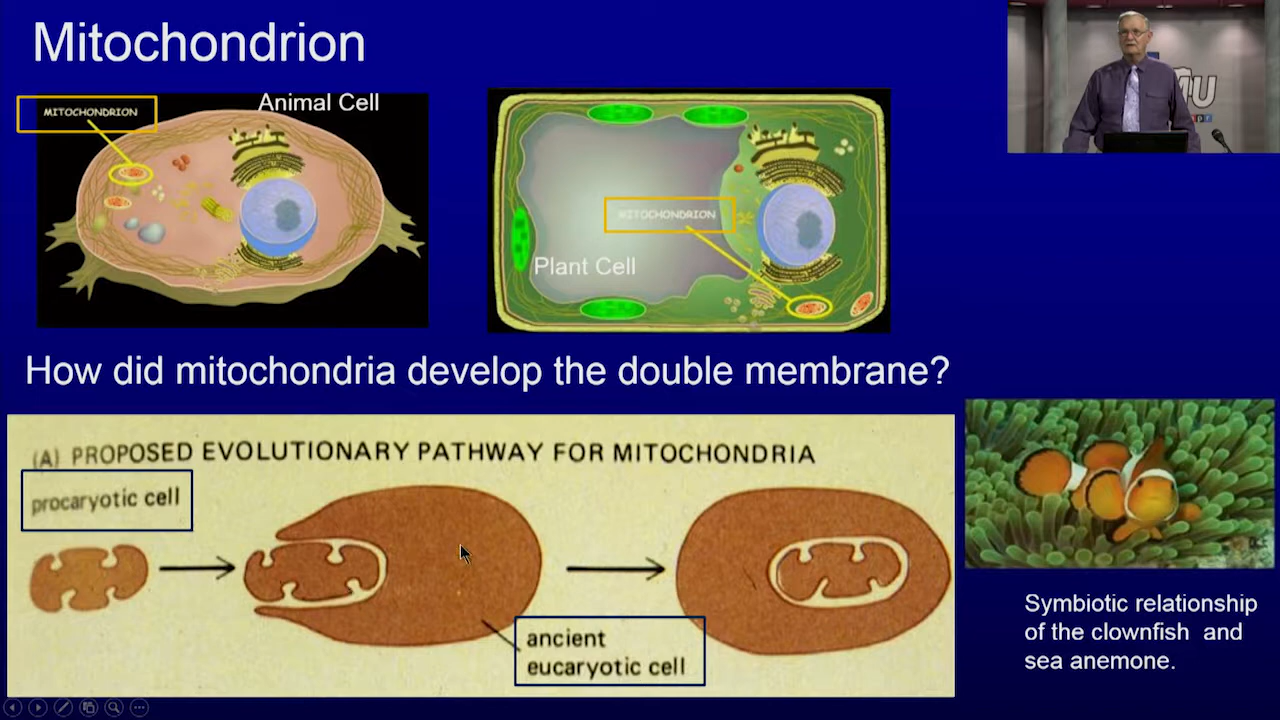 Mitochondrion
Animal Cell
MITOCHONDRION
MITOCHONDRION
Plant Cell
How did mitochondria develop the double membrane?
(A) PROPOSED EVOLUTIONARY PATHWAY FOR MITOCHONDRIA
procaryotic cell
ancient
eucaryotic cell
Symbiotic relationship
of the clownfish and
sea anemone.